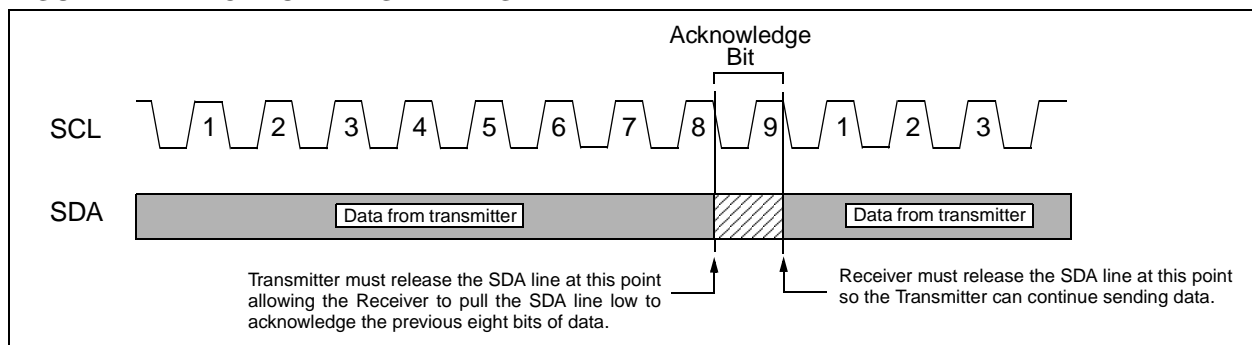 Acknowledge
Bit
SCL 1 2 3 4 5 6 7 8 9 1 2 3
SDA Data from transmitter Data from transmitter
Transmitter must release the SDA line at this point
allowing the Receiver to pull the SDA line low to
acknowledge the previous eight bits of data.
Receiver must release the SDA line at this point
so the Transmitter can continue sending data.